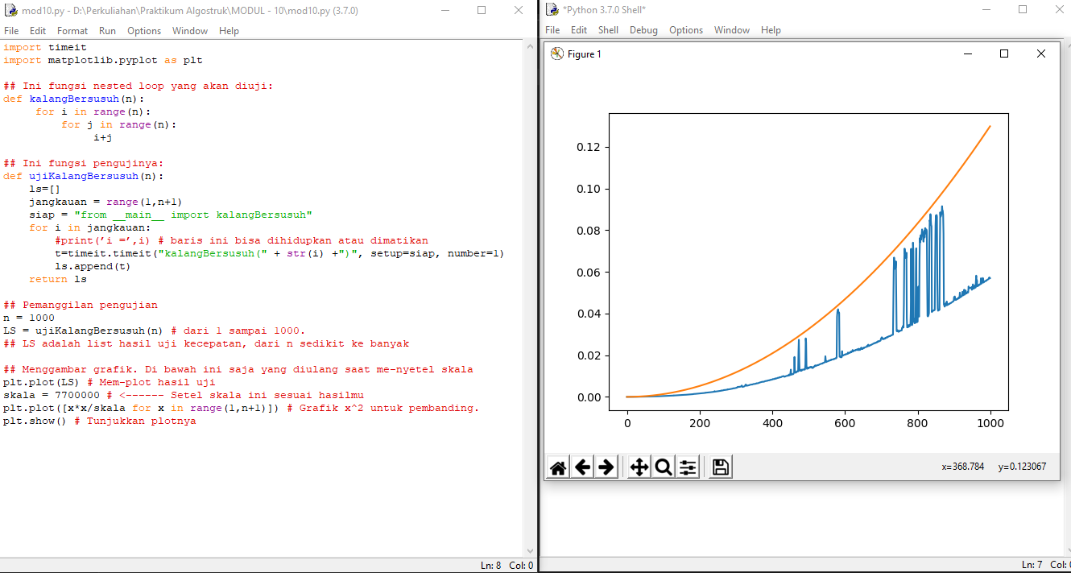 mod10.py - D:\Perkuliahan\Praktikum Algostruk\MODUL - 10\mod10.py (3.7.0)
File Edit Format Run Options Window Help
import timeit
import matplotlib.pyplot as plt
## Ini fungsi nested loop yang akan diuji:
def kalangBersusuh(n):
for i in range(n):
for j in range(n):
i+j
## Ini fungsi pengujinya:
def ujiKalangBersusuh(n):
ls=[]
jangkauan = range(1,n+1)
siap = "from __main__ import kalangBersusuh"
for i in jangkauan:
#print('i =',i) # baris ini bisa dihidupkan atau dimatikan
t=timeit.timeit("kalangBersusuh(" + str(i) +")", setup=siap, number=1)
ls.append(t)
return ls
## Pemanggilan pengujian
n = 1000
LS = ujiKalangBersusuh(n) # dari 1 sampai 1000.
## LS adalah list hasil uji kecepatan, dari n sedikit ke banyak
## Menggambar grafik. Di bawah ini saja yang diulang saat me-nyetel skala
plt.plot(LS) # Mem-plot hasil uji
skala = 7700000 # <------ Setel skala ini sesuai hasilmu
plt.plot([x*x/skala for x in range(1,n+1)]) # Grafik x^2 untuk pembanding.
plt.show() # Tunjukkan plotnya
Ln: 8 Col: 0
*Python 3.7.0 Shell*
File Edit Shell Debug Options Window Help
Figure 1
0.12
0.10
0.08
0.06
0.04
0.02
0.00
0 200 400 600 800 1000
x=368.784 y=0.123067
Ln: 7 Col: